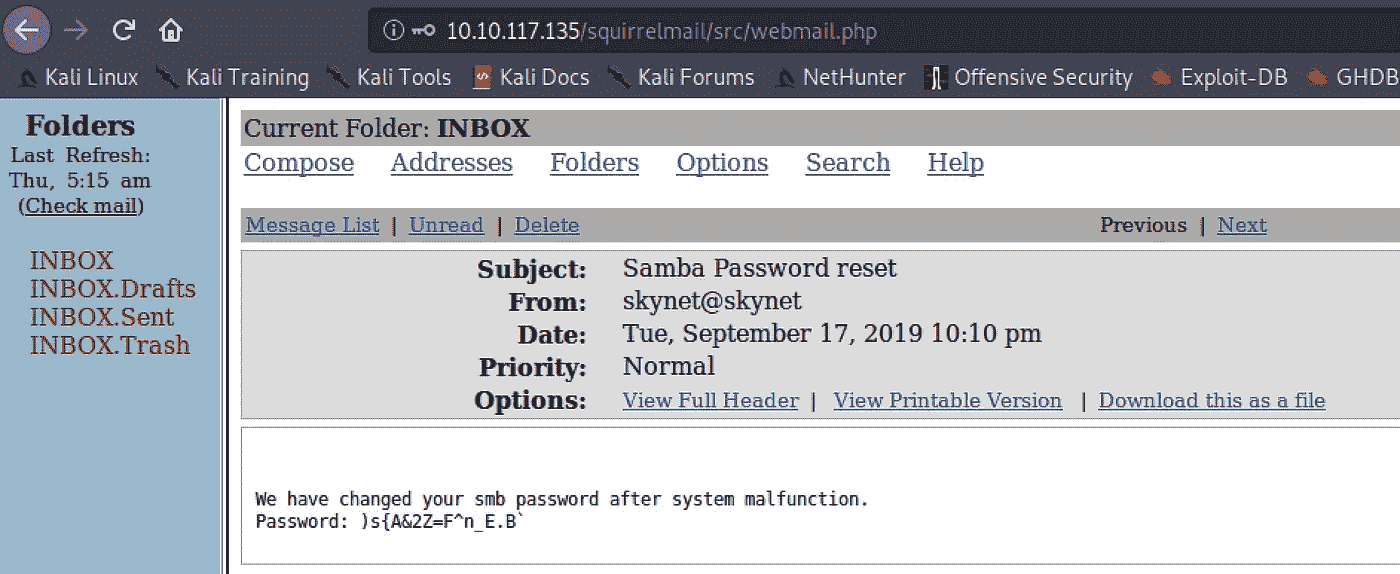 10.10.117.135/squirrelmail/src/webmail.php
Kali Linux Kali Training Kali Tools Kali Docs Kali Forums NetHunter Offensive Security Exploit-DB GHDB
Folders
Last Refresh:
Thu, 5:15 am
(Check mail)
INBOX
INBOX.Drafts
INBOX.Sent
INBOX.Trash
Current Folder: INBOX
Compose Addresses Folders Options Search Help
Message List | Unread | Delete Previous | Next
Subject: Samba Password reset
From: skynet@skynet
Date: Tue, September 17, 2019 10:10 pm
Priority: Normal
Options: View Full Header | View Printable Version | Download this as a file
We have changed your smb password after system malfunction.
Password: )s{A&2Z=F^n_E.B`